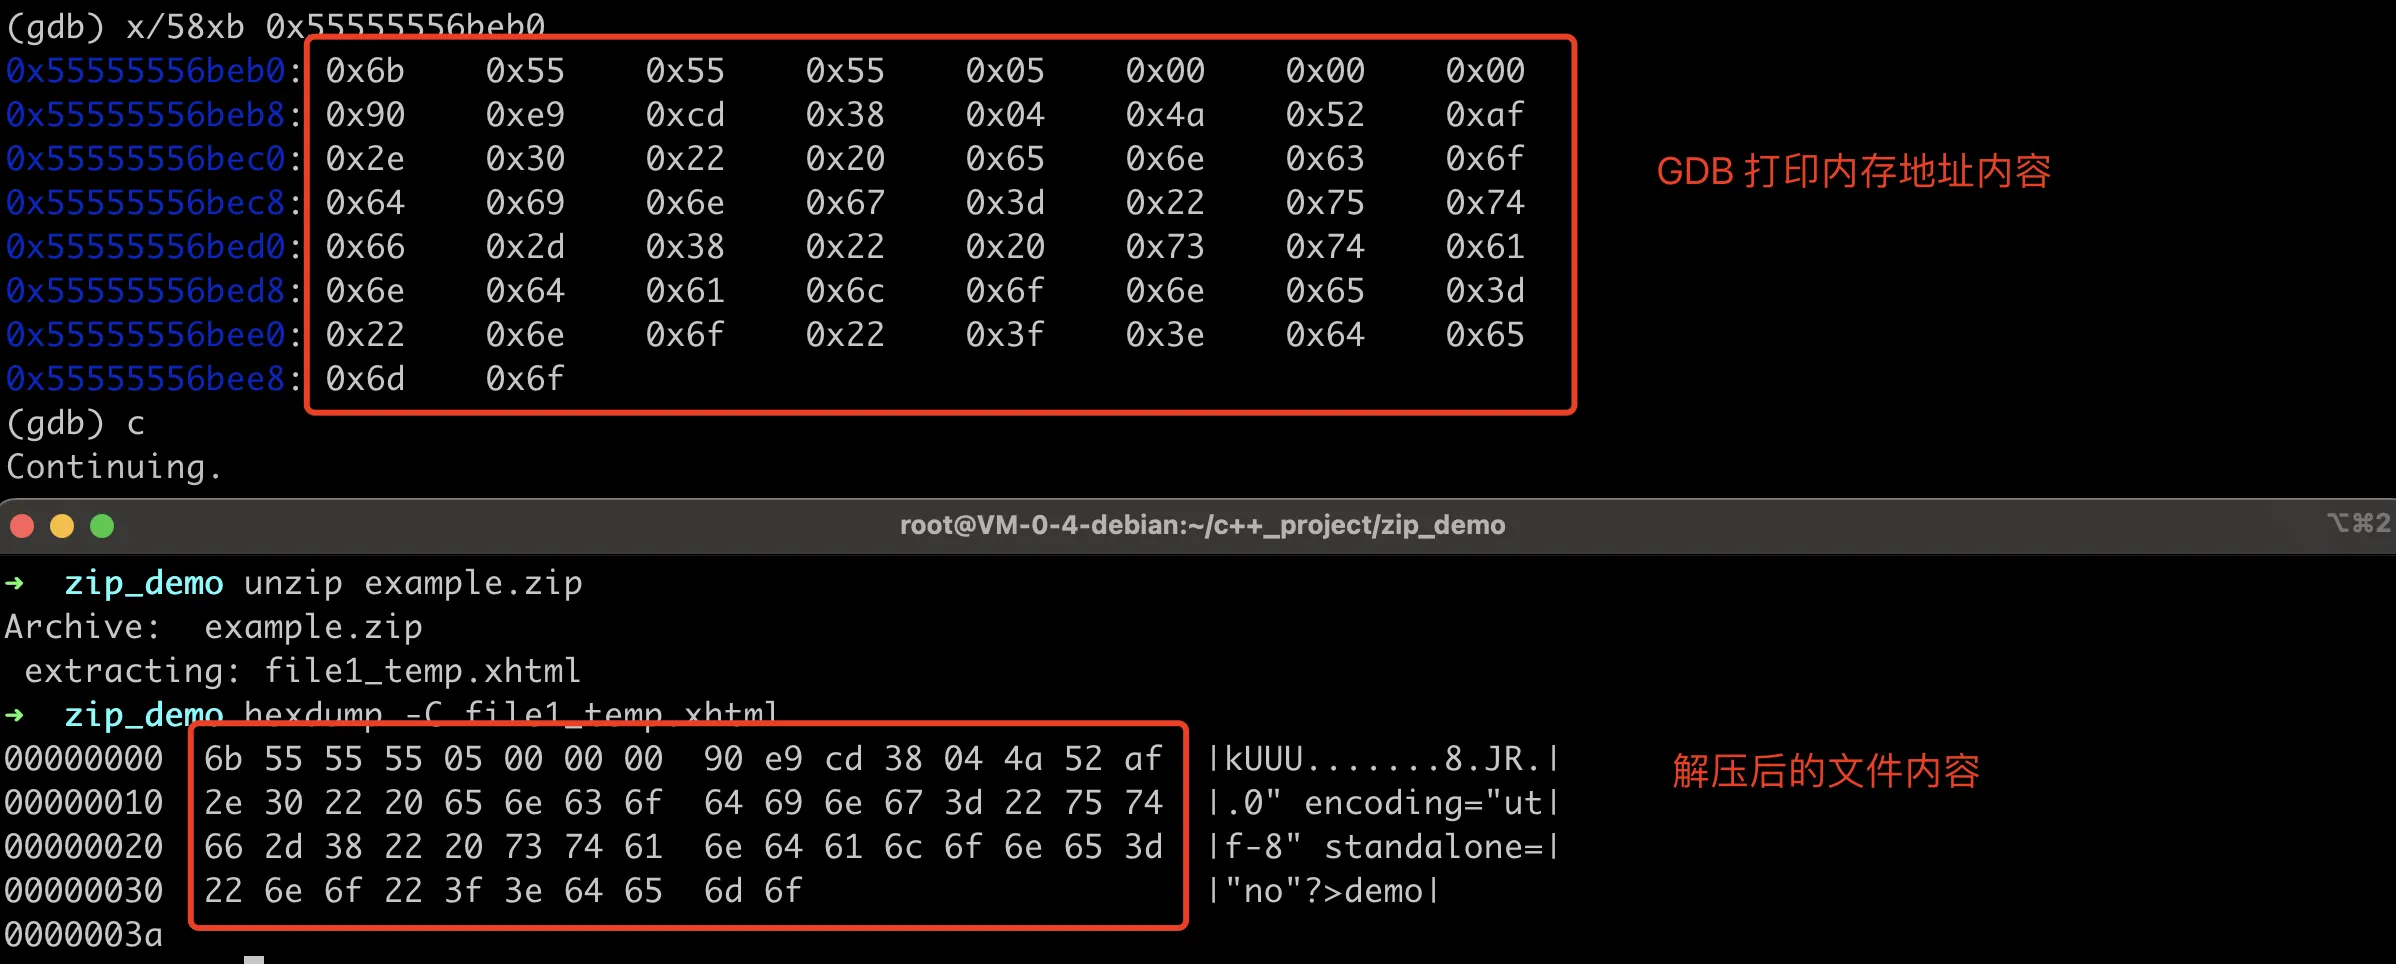 (gdb) x/58xb 0x55555556beb0
0x55555556beb0: 0x6b 0x55 0x55 0x55 0x05 0x00 0x00 0x00
0x55555556beb8: 0x90 0xe9 0xcd 0x38 0x04 0x4a 0x52 0xaf
0x55555556bec0: 0x2e 0x30 0x22 0x20 0x65 0x6e 0x63 0x6f
GDB 打印内存地址内容
0x55555556bec8: 0x64 0x69 0x6e 0x67 0x3d 0x22 0x75 0x74
0x55555556bed0: 0x66 0x2d 0x38 0x22 0x20 0x73 0x74 0x61
0x55555556bed8: 0x6e 0x64 0x61 0x6c 0x6f 0x6e 0x65 0x3d
0x55555556bee0: 0x22 0x6e 0x6f 0x22 0x3f 0x3e 0x64 0x65
0x55555556bee8: 0x6d 0x6f
(gdb) c
Continuing.
root@VM-0-4-debian:~/c++_project/zip_demo
⌥⌘2
➜ zip_demo unzip example.zip
Archive: example.zip
extracting: file1_temp.xhtml
➜ zip_demo hexdump -C file1_temp.xhtml
00000000 6b 55 55 55 05 00 00 00 90 e9 cd 38 04 4a 52 af |kUUU.......8.JR.|
解压后的文件内容
00000010 2e 30 22 20 65 6e 63 6f 64 69 6e 67 3d 22 75 74 |.0" encoding="ut|
00000020 66 2d 38 22 20 73 74 61 6e 64 61 6c 6f 6e 65 3d |f-8" standalone=|
00000030 22 6e 6f 22 3f 3e 64 65 6d 6f |"no"?>demo|
0000003a